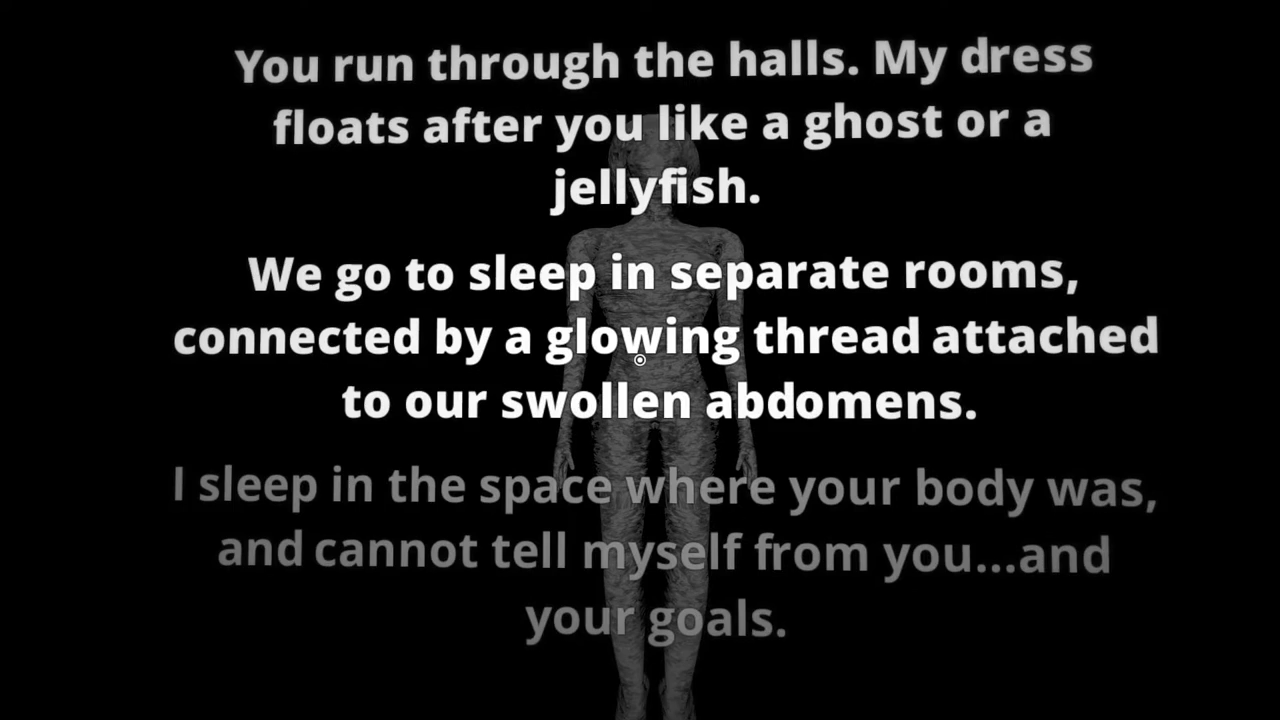 You run through the halls. My dress
floats after you like a ghost or a
jellyfish.
We go to sleep in separate rooms,
connected by a glowing thread attached
to our swollen abdomens.
I sleep in the space where your body was,
and cannot tell myself from you...and
your goals.